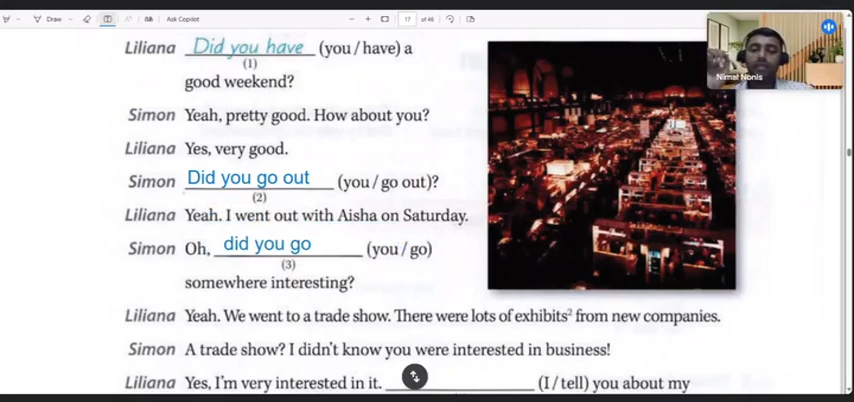 Draw
Ask Copilot
17
of 46
Nimal Nonis
Liliana Did you have (you / have) a
(1)
good weekend?
Simon Yeah, pretty good. How about you?
Liliana Yes, very good.
Simon Did you go out (you / go out)?
(2)
Liliana Yeah. I went out with Aisha on Saturday.
Simon Oh, did you go (you / go)
(3)
somewhere interesting?
Liliana Yeah. We went to a trade show. There were lots of exhibits² from new companies.
Simon A trade show? I didn't know you were interested in business!
Liliana Yes, I'm very interested in it. (I / tell) you about my